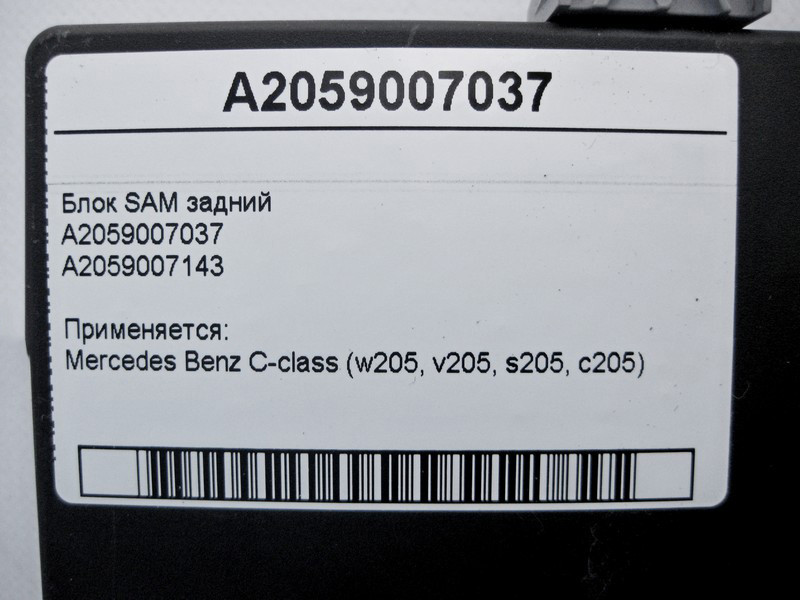 A2059007037
Блок SAM задний
A2059007037
A2059007143
Применяется:
Mercedes Benz C-class (w205, v205, s205, c205)